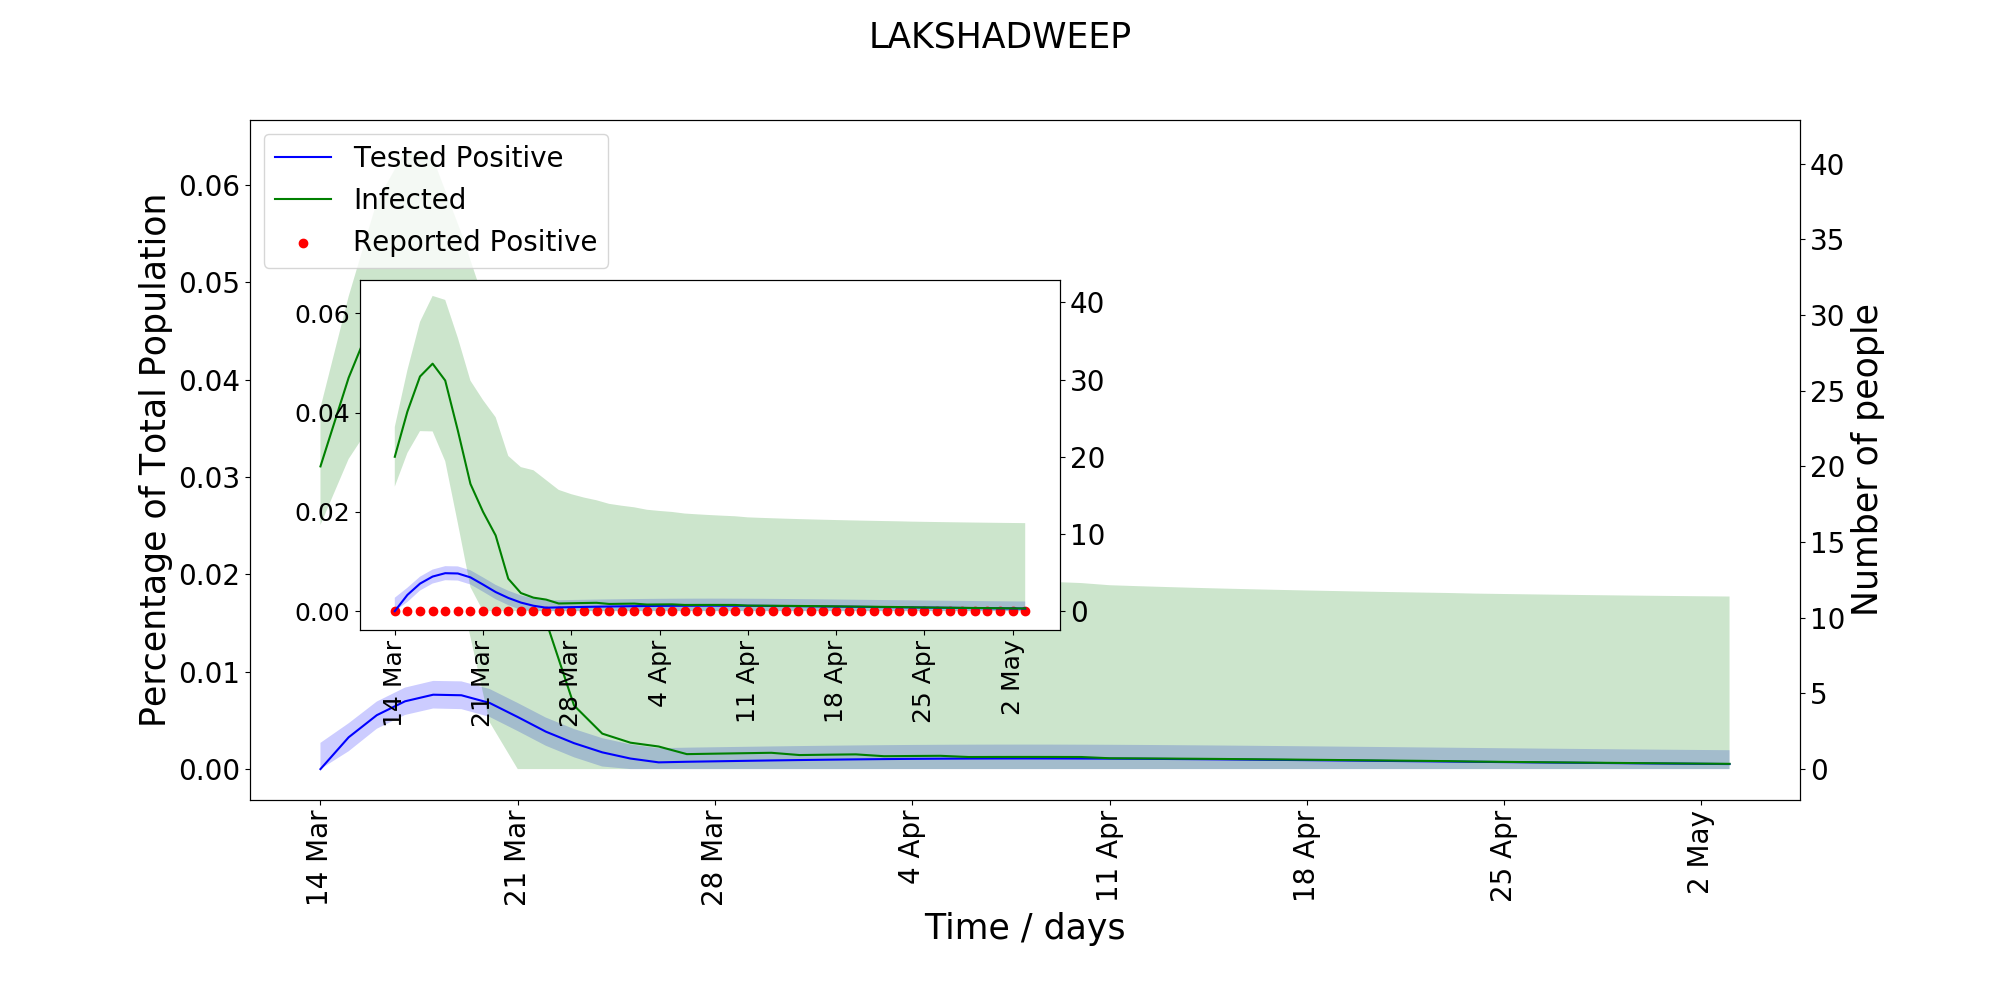 LAKSHADWEEP
Tested Positive
Infected
Reported Positive
Percentage of Total Population
0.06
0.05
0.04
0.03
0.02
0.01
0.00
40
35
30
25
20
15
10
5
0
Number of people
0.06
0.04
0.02
0.00
40
30
20
10
0
14 Mar
21 Mar
28 Mar
4 Apr
11 Apr
18 Apr
25 Apr
2 May
14 Mar
21 Mar
28 Mar
4 Apr
11 Apr
18 Apr
25 Apr
2 May
Time / days